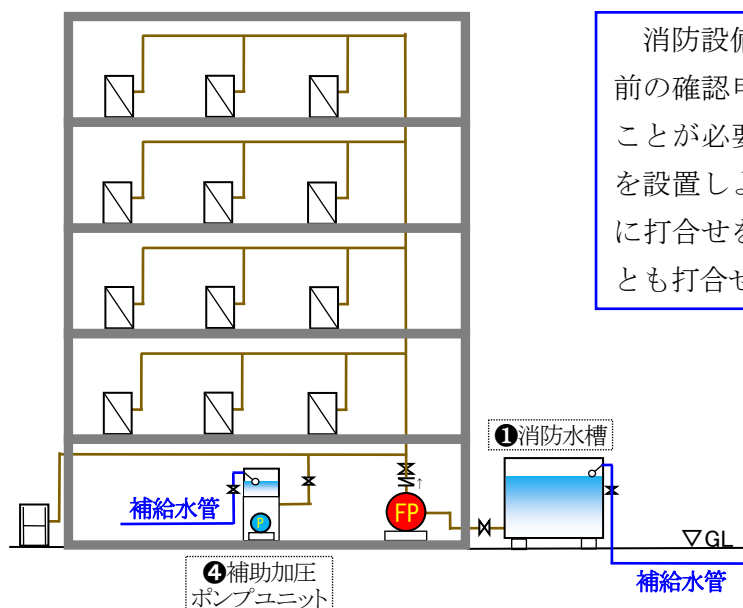 消防設備
前の確認申
ことが必要
を設置しよ
に打合せを
とも打合せ
❶消防水槽
補給水管
P
FP
↑
▽GL
補給水管
❹補助加圧
ポンプユニット